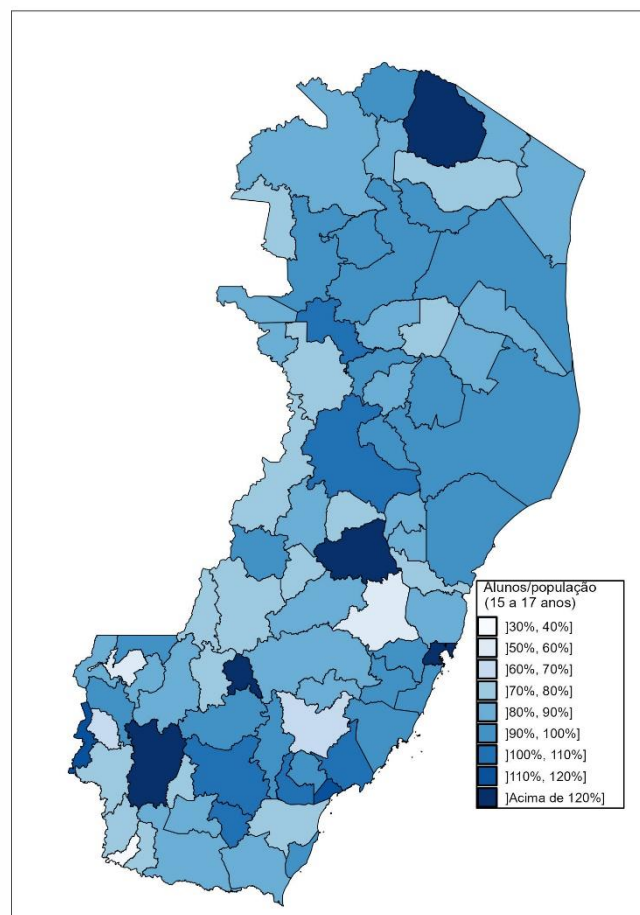 Alunos/população
(15 a 17 anos)
]30%, 40%]
]50%, 60%]
]60%, 70%]
]70%, 80%]
]80%, 90%]
]90%, 100%]
]100%, 110%]
]110%, 120%]
]Acima de 120%]